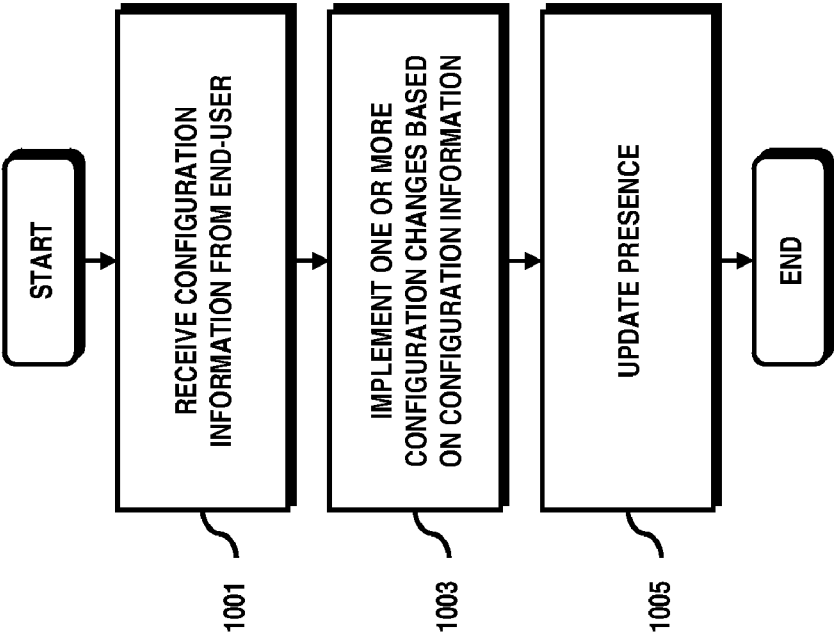 START
RECEIVE CONFIGURATION
INFORMATION FROM END-USER
1001
IMPLEMENT ONE OR MORE
CONFIGURATION CHANGES BASED
ON CONFIGURATION INFORMATION
1003
UPDATE PRESENCE
1005
END